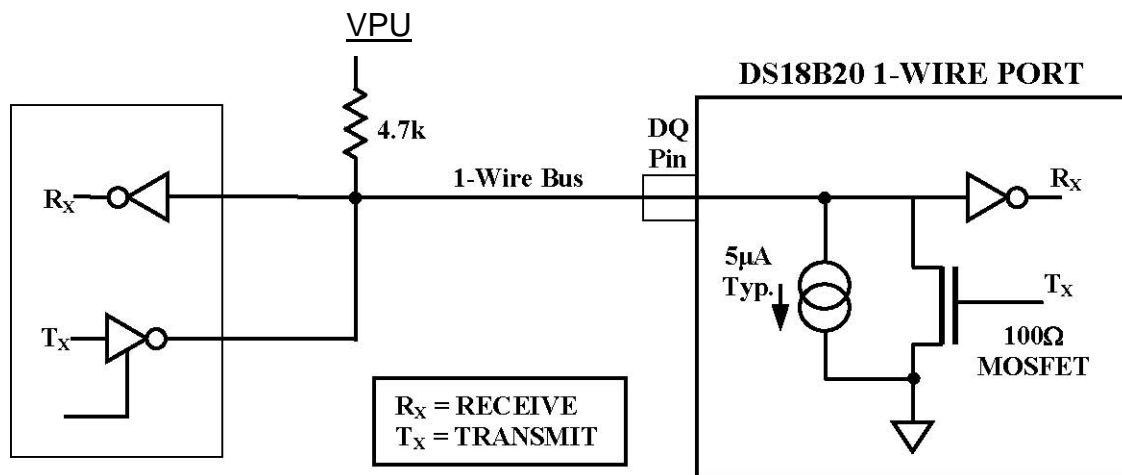 VPU
DS18B20 1-WIRE PORT
4.7k
DQ
Pin
1-Wire Bus
RX
RX
5µA
Typ.
TX
TX
100Ω
MOSFET
RX = RECEIVE
TX = TRANSMIT